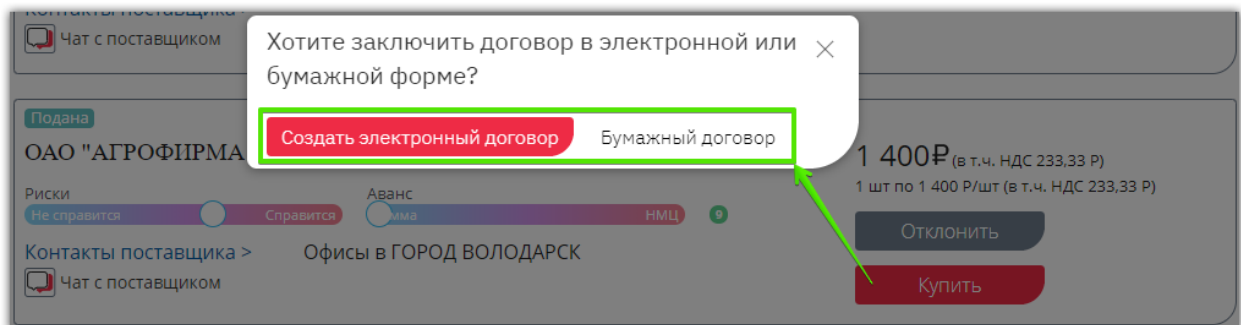 Чат с поставщиком
Хотите заключить договор в электронной или
бумажной форме?
Создать электронный договор
Бумажный договор
Подана
ОАО "АГРОФИРМА
1 400₽ (в т.ч. НДС 233,33 Р)
1 шт по 1 400 Р/шт (в т.ч. НДС 233,33 Р)
Риски
Не справится
Справится
Аванс
мма
НМЦ
9
Отклонить
Контакты поставщика >
Офисы в ГОРОД ВОЛОДАРСК
Чат с поставщиком
Купить